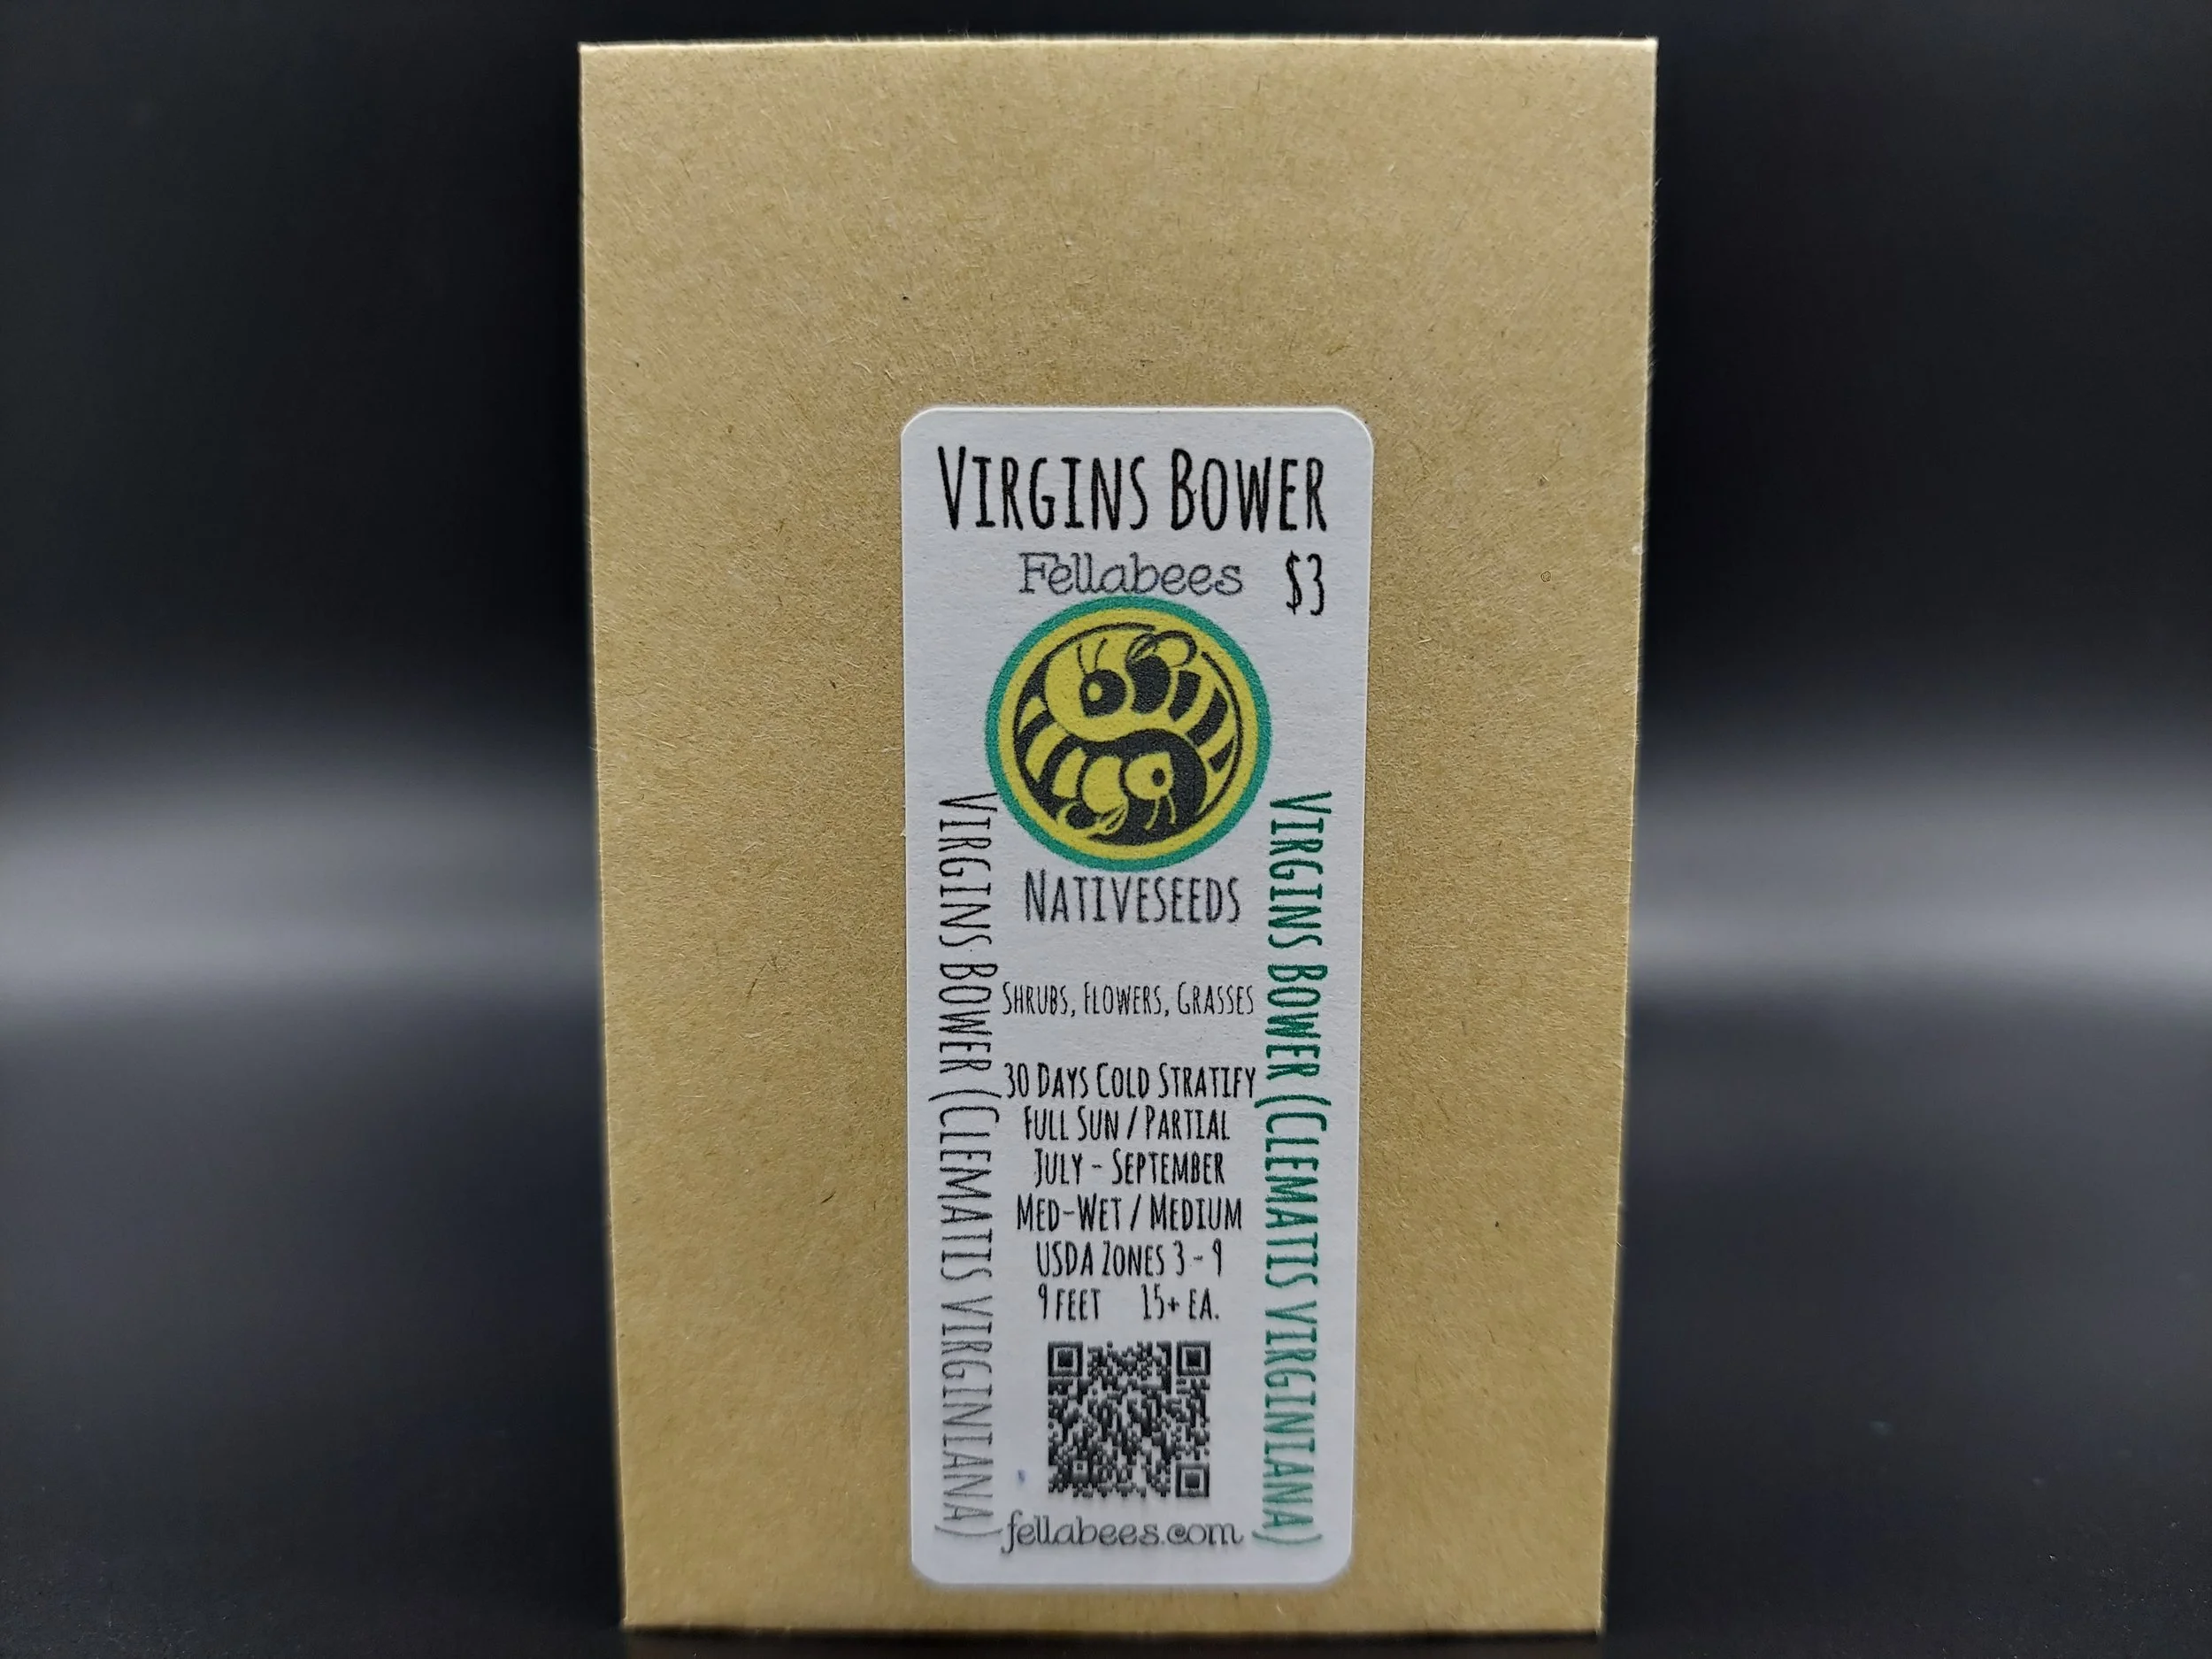 Virgins Bower
Fellabees $3
Nativeseeds
Virgins Bower (Clematis virginiana)
Virgins Bower (Clematis virginiana)
Shrubs, Flowers, Grasses
30 Days Cold Stratify
Full Sun / Partial
July - September
Med-Wet / Medium
USDA Zones 3 - 9
9 feet 15+ ea.
fellabees.com